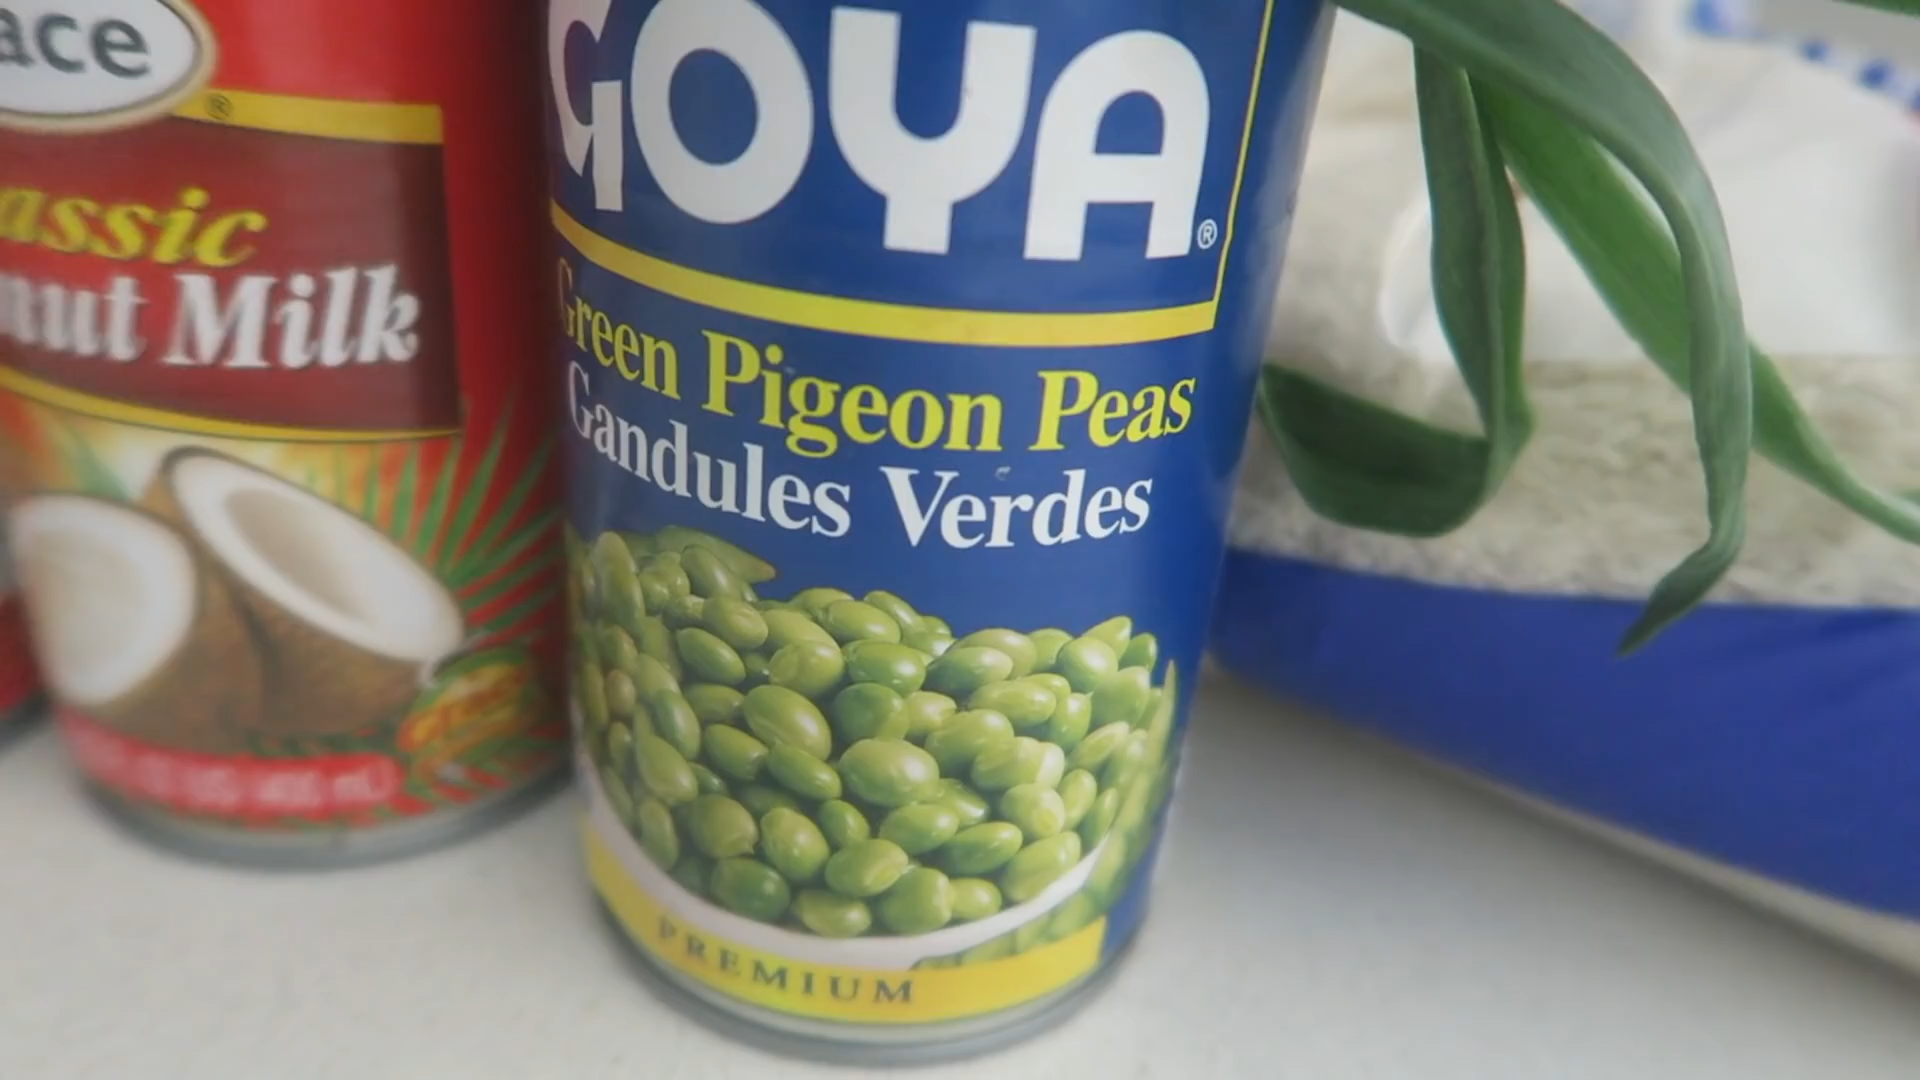 ace
®
assic
nut Milk
GOYA®
Green Pigeon Peas
Gandules Verdes
PREMIUM